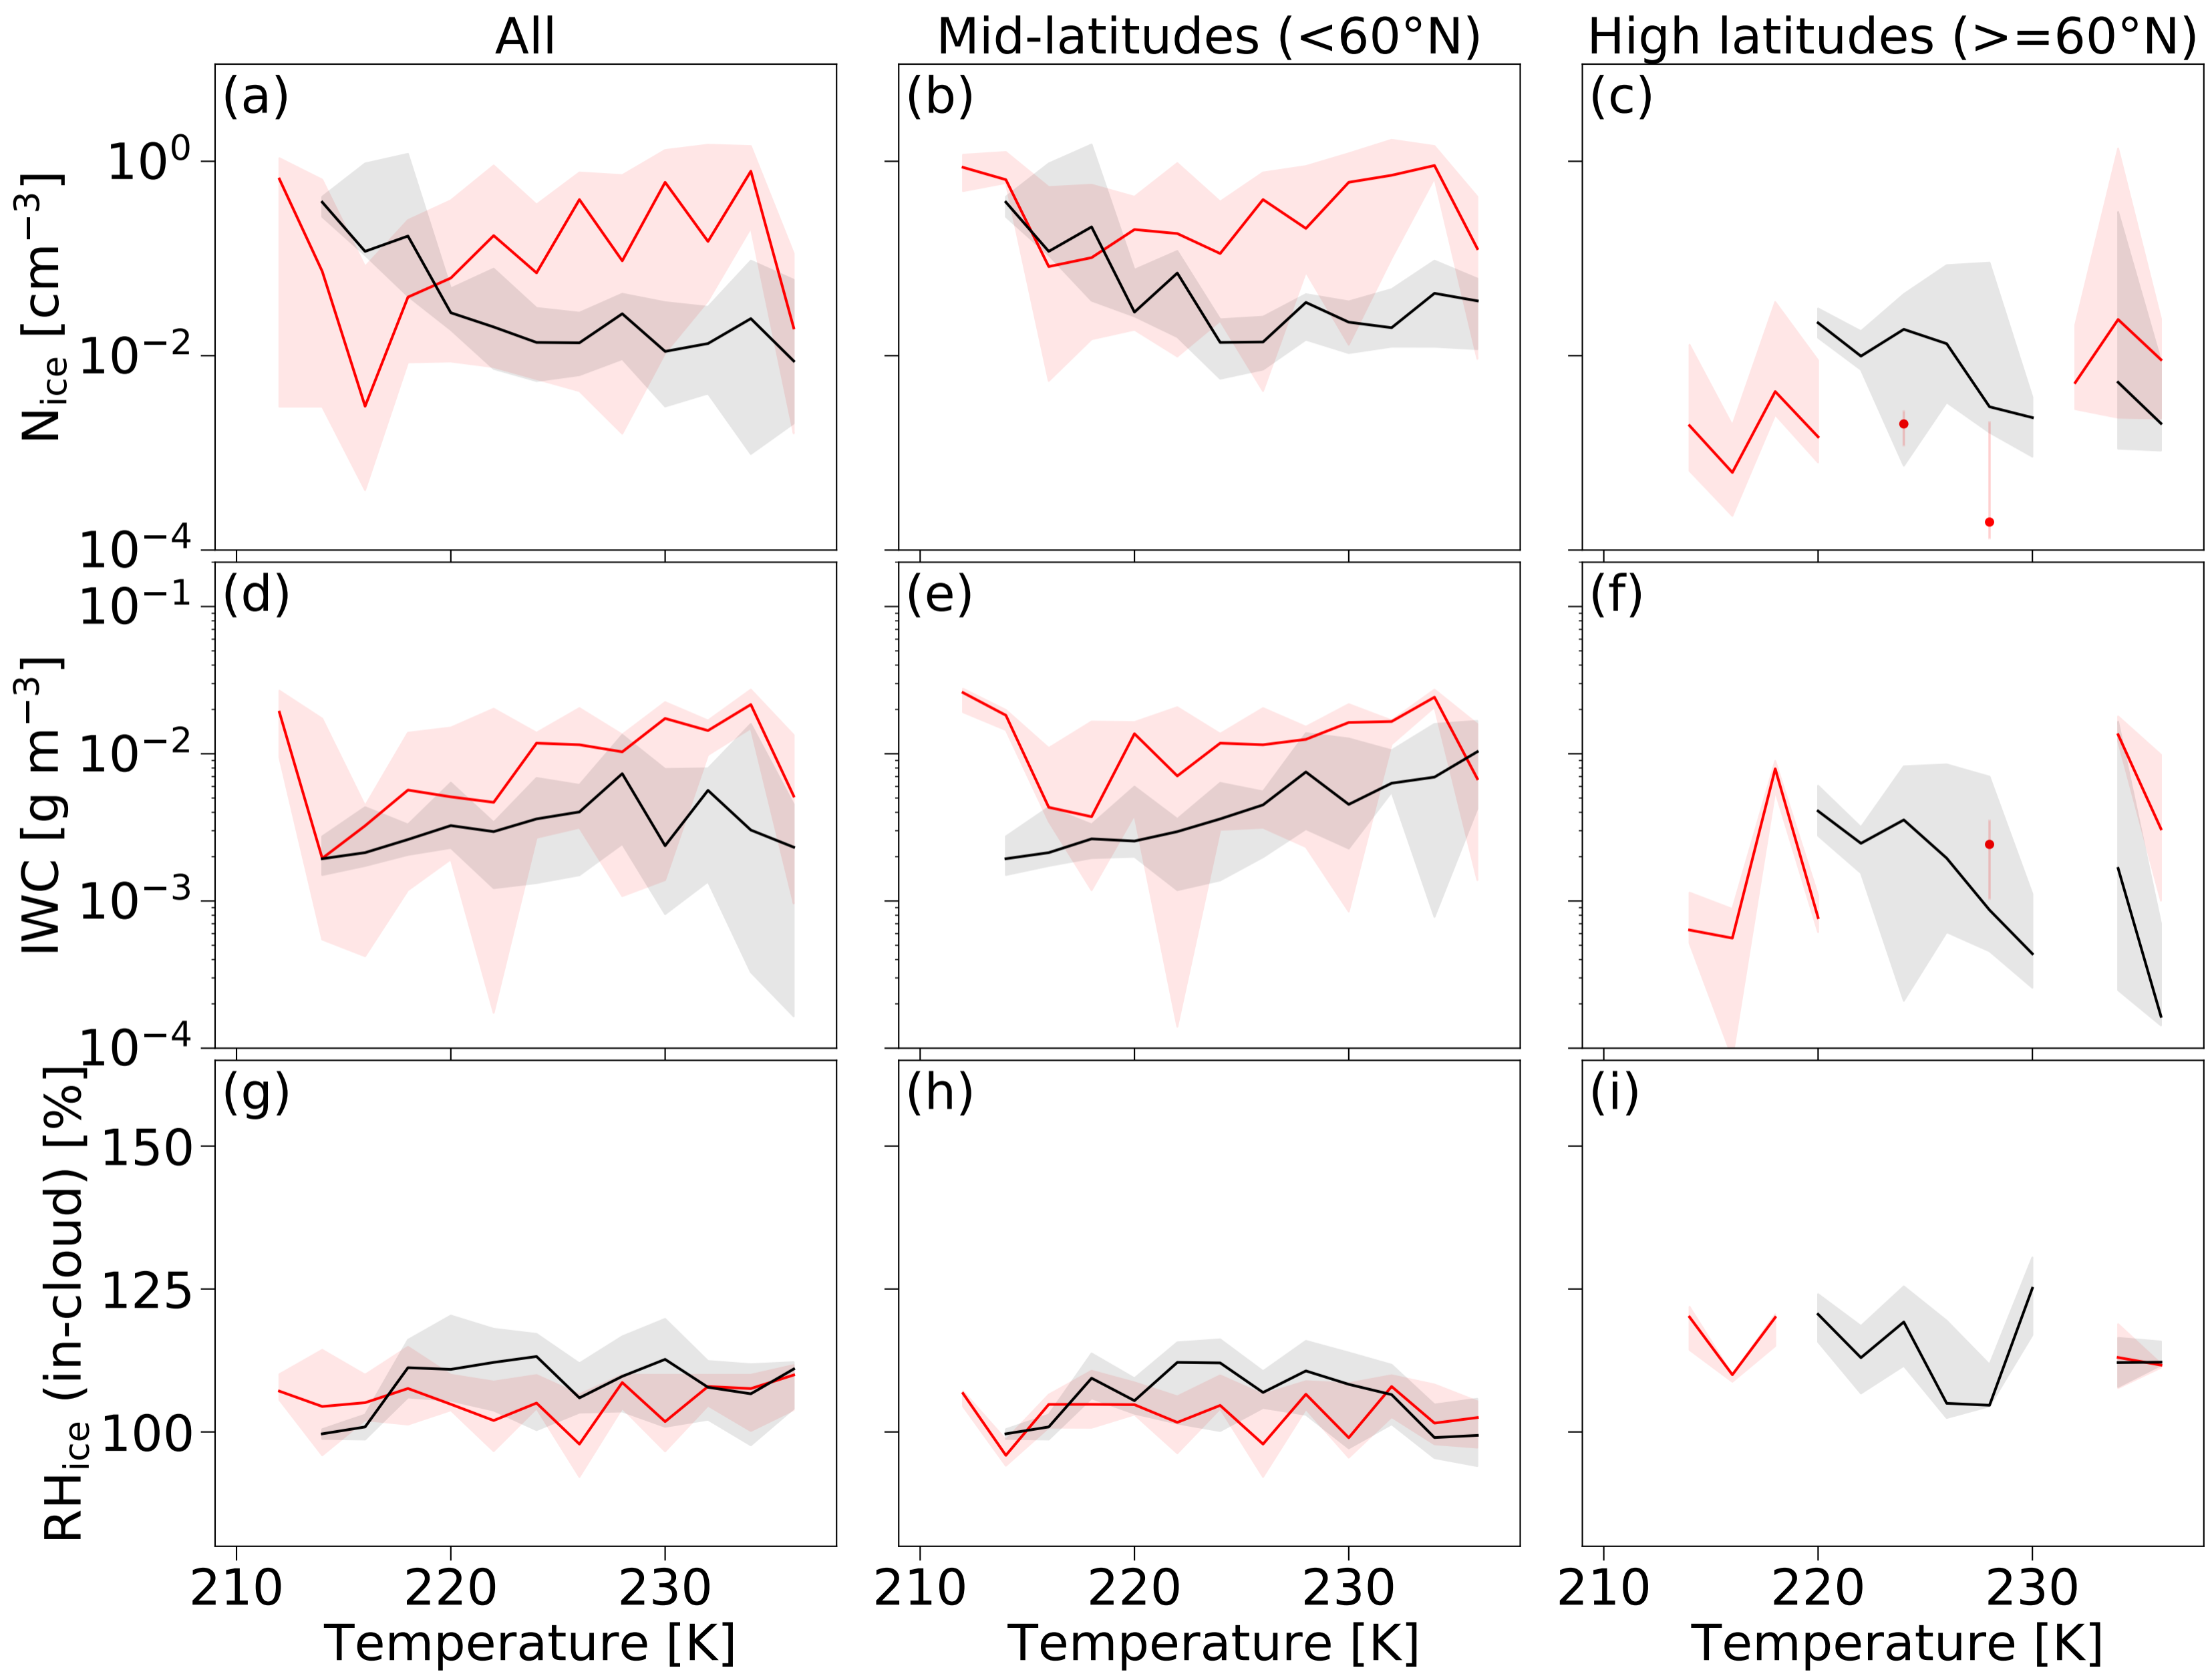 All
Mid-latitudes (<60°N)
High latitudes (>=60°N)
(a)
(b)
(c)
10⁰
10⁻²
10⁻⁴
N_ice [cm⁻³]
(d)
(e)
(f)
10⁻¹
10⁻²
10⁻³
10⁻⁴
IWC [g m⁻³]
(g)
(h)
(i)
150
125
100
RH_ice (in-cloud) [%]
210 220 230
210 220 230
210 220 230
Temperature [K]
Temperature [K]
Temperature [K]